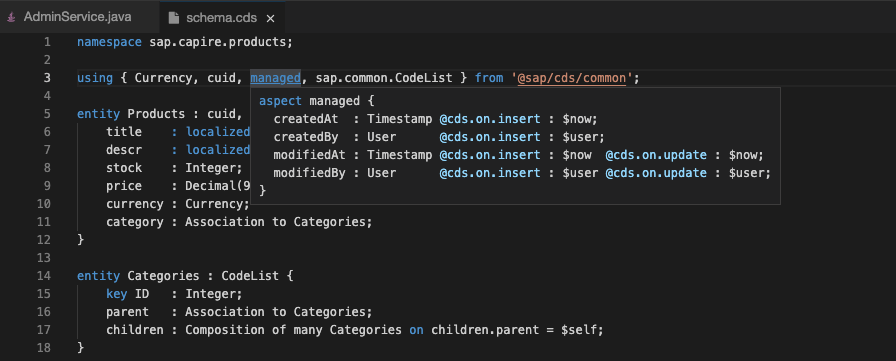 AdminService.java
schema.cds ×
1 namespace sap.capire.products;
2
3 using { Currency, cuid, managed, sap.common.CodeList } from '@sap/cds/common';
4
aspect managed {
createdAt : Timestamp @cds.on.insert : $now;
createdBy : User @cds.on.insert : $user;
modifiedAt : Timestamp @cds.on.insert : $now @cds.on.update : $now;
modifiedBy : User @cds.on.insert : $user @cds.on.update : $user;
}
5 entity Products : cuid,
6 title : localized
7 descr : localized
8 stock : Integer;
9 price : Decimal(9
10 currency : Currency;
11 category : Association to Categories;
12 }
13
14 entity Categories : CodeList {
15 key ID : Integer;
16 parent : Association to Categories;
17 children : Composition of many Categories on children.parent = $self;
18 }